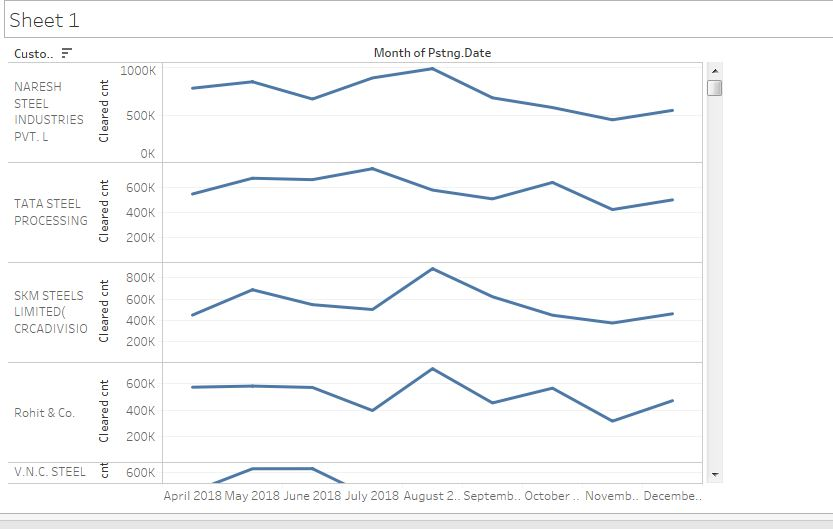 Sheet 1
Custo..
Month of Pstng.Date
NARESH
STEEL
INDUSTRIES
PVT. L
Cleared cnt
1000K
500K
0K
TATA STEEL
PROCESSING
Cleared cnt
600K
400K
200K
SKM STEELS
LIMITED(
CRCADIVISIO
Cleared cnt
800K
600K
400K
200K
Rohit & Co.
Cleared cnt
600K
400K
200K
V.N.C. STEEL
cnt
600K
April 2018 May 2018 June 2018 July 2018 August 2.. Septemb.. October .. Novemb.. Decembe..